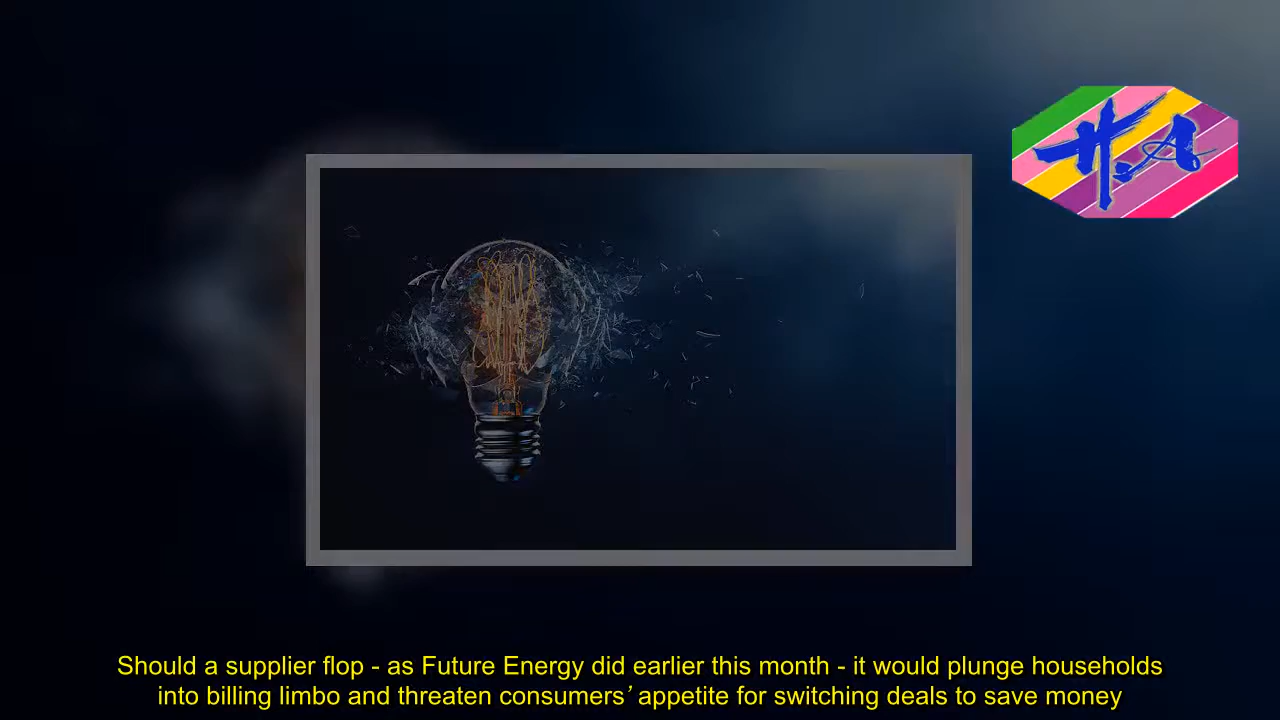 H.A
Should a supplier flop - as Future Energy did earlier this month - it would plunge households
into billing limbo and threaten consumers’ appetite for switching deals to save money